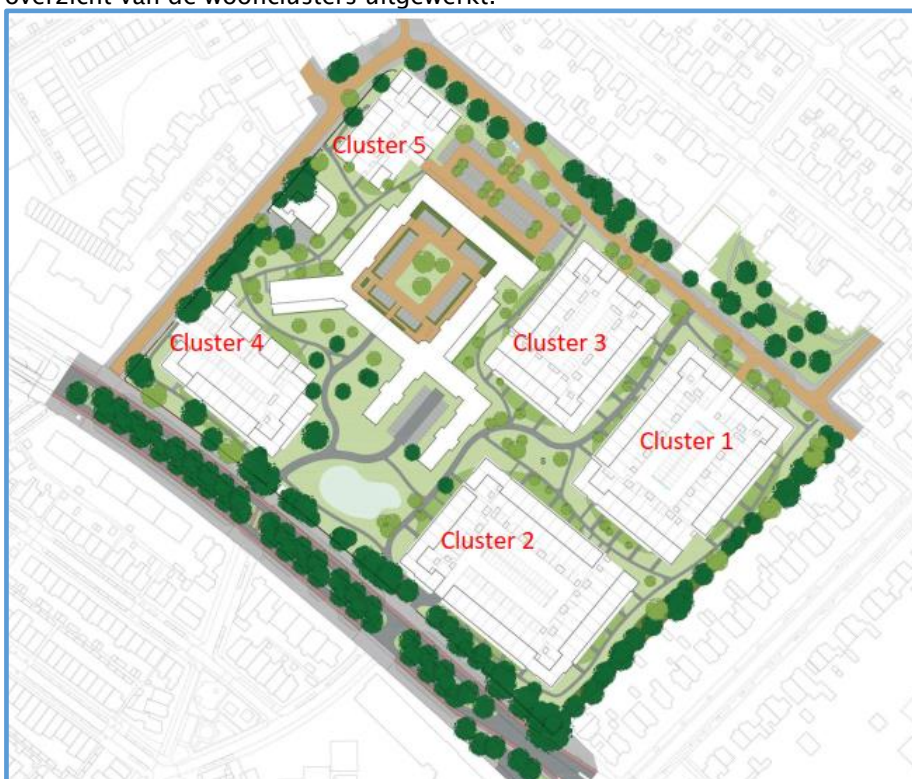 overzicht van de woonclusters uitgewerkt.
Cluster 5
Cluster 4
Cluster 3
Cluster 1
Cluster 2